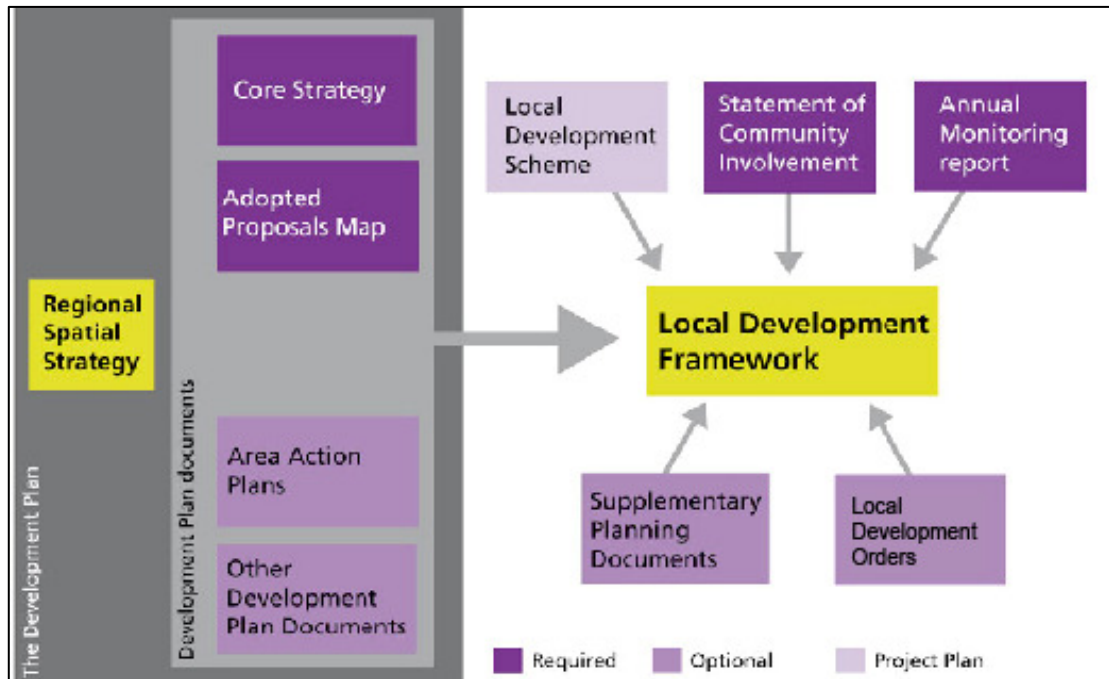 The Development Plan
Regional
Spatial
Strategy
Development Plan documents
Core Strategy
Adopted
Proposals Map
Area Action
Plans
Other
Development
Plan Documents
Local
Development
Scheme
Statement of
Community
Involvement
Annual
Monitoring
report
Local Development
Framework
Supplementary
Planning
Documents
Local
Development
Orders
Required
Optional
Project Plan